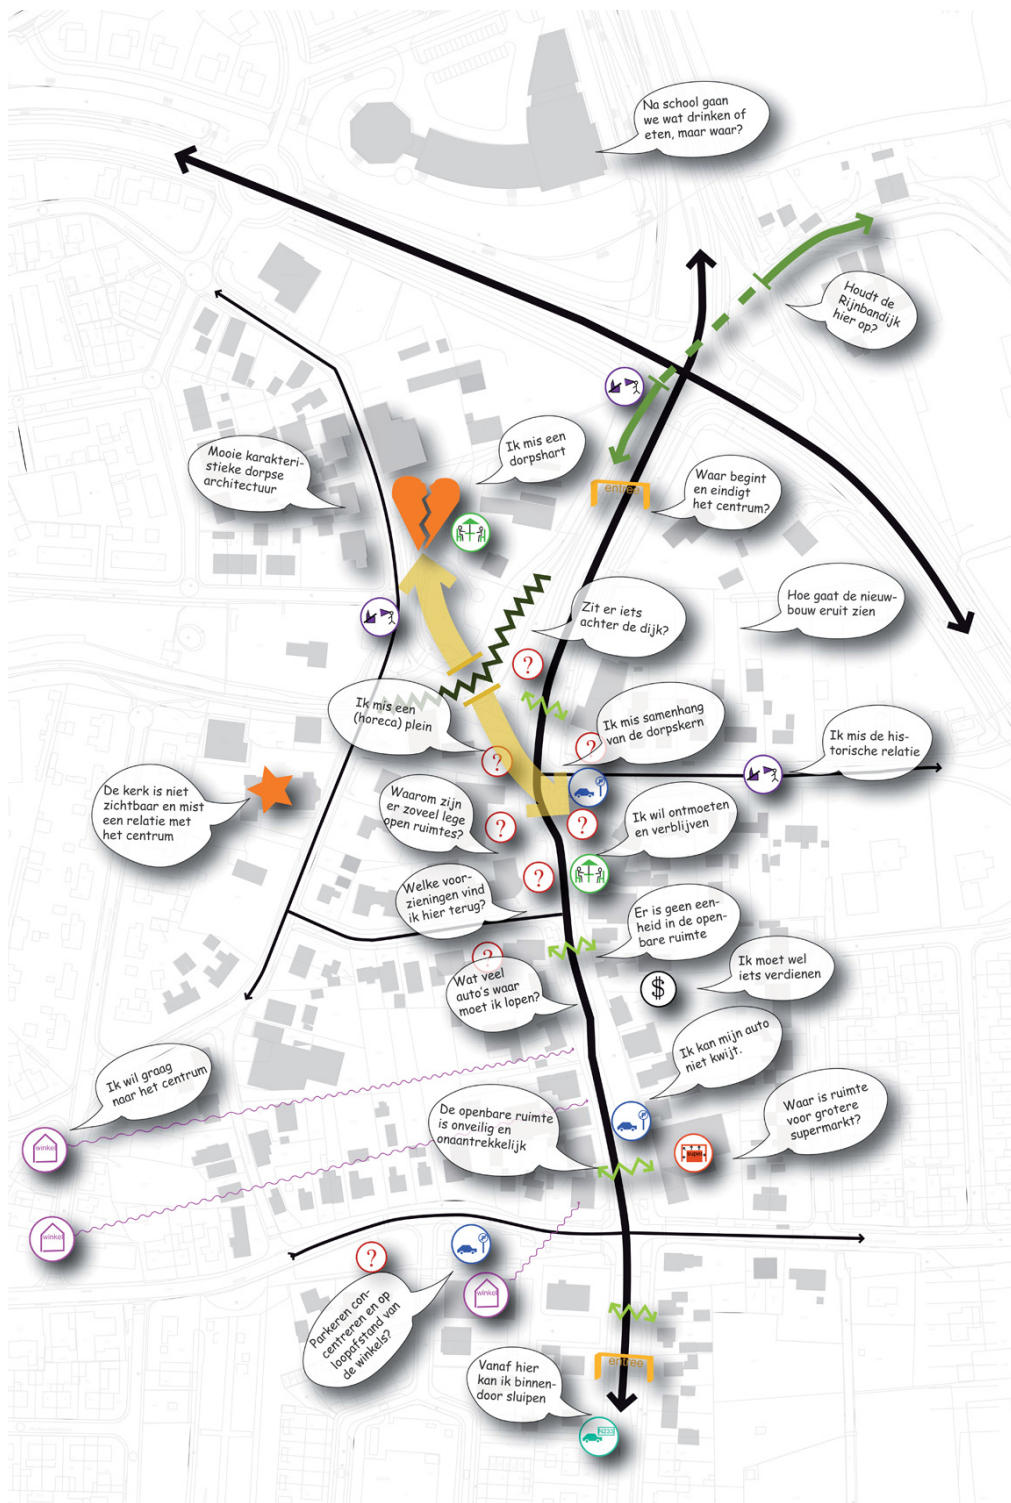 Na school gaan
we wat drinken of
eten, maar waar?
Houdt de
Rijnbandijk
hier op?
Ik mis een
dorpshart
Mooie karakteri-
stieke dorpse
architectuur
Waar begint
en eindigt
het centrum?
entree
Hoe gaat de nieuw-
bouw eruit zien
Zit er iets
achter de dijk?
?
Ik mis een
(horeca) plein
Ik mis samenhang
van de dorpskern
?
?
Ik mis de his-
torische relatie
De kerk is niet
zichtbaar en mist
een relatie met
het centrum
Waarom zijn
er zoveel lege
open ruimtes?
?
?
Ik wil ontmoeten
en verblijven
?
Welke voor-
zieningen vind
ik hier terug?
Er is geen een-
heid in de open-
bare ruimte
?
Wat veel
auto's waar
moet ik lopen?
Ik moet wel
iets verdienen
$
Ik kan mijn auto
niet kwijt.
Ik wil graag
naar het centrum
De openbare ruimte
is onveilig en
onaantrekkelijk
Waar is ruimte
voor grotere
supermarkt?
winkel
super
winkel
?
winkel
Parkeren con-
centreren en op
loopafstand van
de winkels?
Vanaf hier
kan ik binnen-
door sluipen
entree